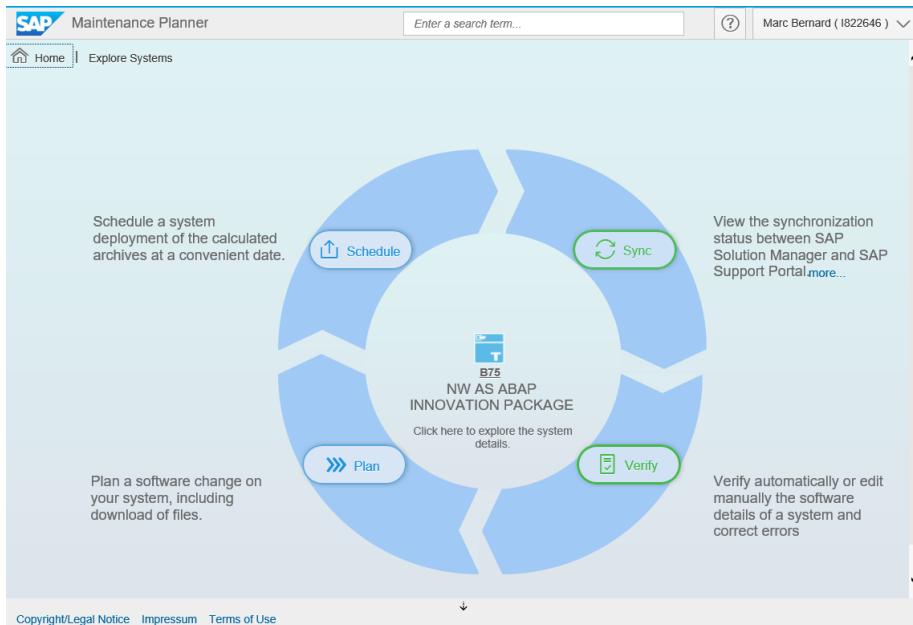 SAP Maintenance Planner
Enter a search term...
?
Marc Bernard ( I822646 )
Home | Explore Systems
Schedule a system
deployment of the calculated
archives at a convenient date.
Schedule
Sync
View the synchronization
status between SAP
Solution Manager and SAP
Support Portal.more...
T
B75
NW AS ABAP
INNOVATION PACKAGE
Click here to explore the system
details.
Plan
Verify
Plan a software change on
your system, including
download of files.
Verify automatically or edit
manually the software
details of a system and
correct errors
Copyright/Legal Notice Impressum Terms of Use